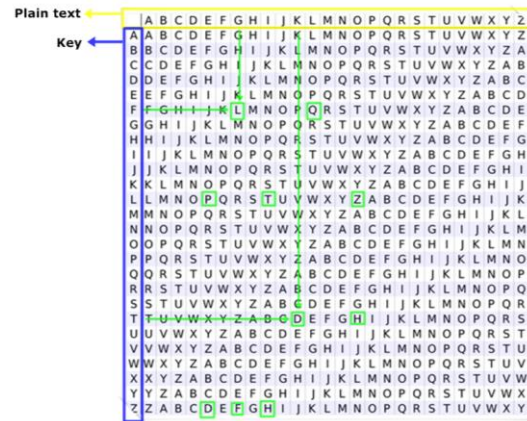 Plain text
Key
A B C D E F G H I J K L M N O P Q R S T U V W X Y Z
A A B C D E F G H I J K L M N O P Q R S T U V W X Y Z
B B C D E F G H I J K L M N O P Q R S T U V W X Y Z A
C C D E F G H I J K L M N O P Q R S T U V W X Y Z A B
D D E F G H I J K L M N O P Q R S T U V W X Y Z A B C
E E F G H I J K L M N O P Q R S T U V W X Y Z A B C D
F F G H I J K L M N O P Q R S T U V W X Y Z A B C D E
G G H I J K L M N O P Q R S T U V W X Y Z A B C D E F
H H I J K L M N O P Q R S T U V W X Y Z A B C D E F G
I I J K L M N O P Q R S T U V W X Y Z A B C D E F G H
J J K L M N O P Q R S T U V W X Y Z A B C D E F G H I
K K L M N O P Q R S T U V W X Y Z A B C D E F G H I J
L L M N O P Q R S T U V W X Y Z A B C D E F G H I J K
M M N O P Q R S T U V W X Y Z A B C D E F G H I J K L
N N O P Q R S T U V W X Y Z A B C D E F G H I J K L M
O O P Q R S T U V W X Y Z A B C D E F G H I J K L M N
P P Q R S T U V W X Y Z A B C D E F G H I J K L M N O
Q Q R S T U V W X Y Z A B C D E F G H I J K L M N O P
R R S T U V W X Y Z A B C D E F G H I J K L M N O P Q
S S T U V W X Y Z A B C D E F G H I J K L M N O P Q R
T T U V W X Y Z A B C D E F G H I J K L M N O P Q R S
U U V W X Y Z A B C D E F G H I J K L M N O P Q R S T
V V W X Y Z A B C D E F G H I J K L M N O P Q R S T U
W W X Y Z A B C D E F G H I J K L M N O P Q R S T U V
X X Y Z A B C D E F G H I J K L M N O P Q R S T U V W
Y Y Z A B C D E F G H I J K L M N O P Q R S T U V W X
Z Z A B C D E F G H I J K L M N O P Q R S T U V W X Y